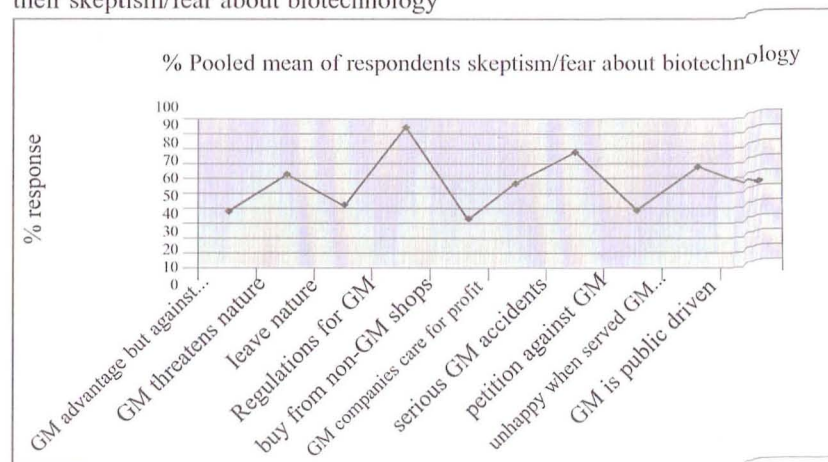 their skeptism/fear about biotechnology
% Pooled mean of respondents skeptism/fear about biotechnology
% response
100
90
80
70
60
50
40
30
20
10
0
GM advantage but against...
GM threatens nature
leave nature
Regulations for GM
buy from non-GM shops
GM companies care for profit
serious GM accidents
petition against GM
unhappy when served GM...
GM is public driven